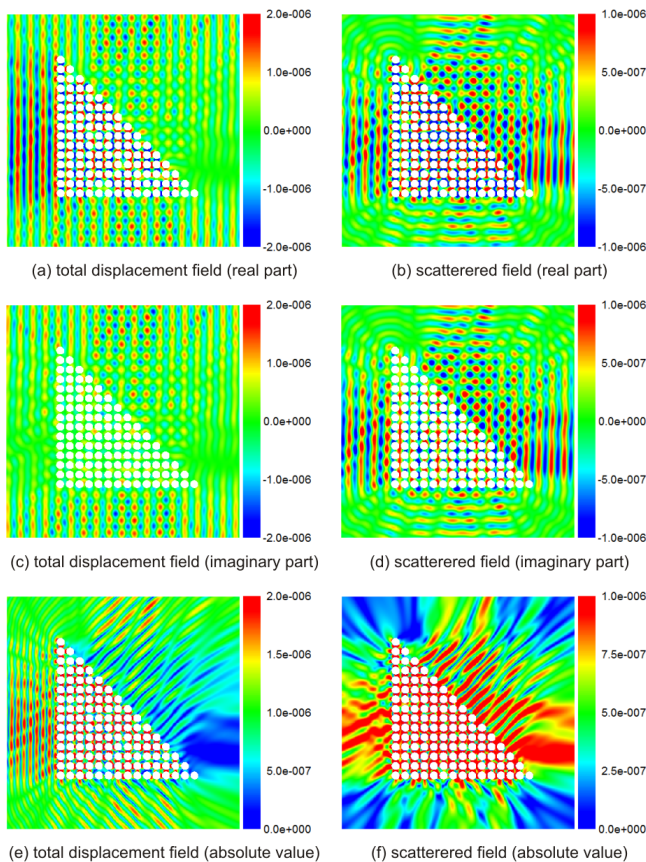 2.0e-006
1.0e-006
0.0e+000
-1.0e-006
-2.0e-006
(a) total displacement field (real part)
1.0e-006
5.0e-007
0.0e+000
-5.0e-007
-1.0e-006
(b) scatterered field (real part)
2.0e-006
1.0e-006
0.0e+000
-1.0e-006
-2.0e-006
(c) total displacement field (imaginary part)
1.0e-006
5.0e-007
0.0e+000
-5.0e-007
-1.0e-006
(d) scatterered field (imaginary part)
2.0e-006
1.5e-006
1.0e-006
5.0e-007
0.0e+000
(e) total displacement field (absolute value)
1.0e-006
7.5e-007
5.0e-007
2.5e-007
0.0e+000
(f) scatterered field (absolute value)